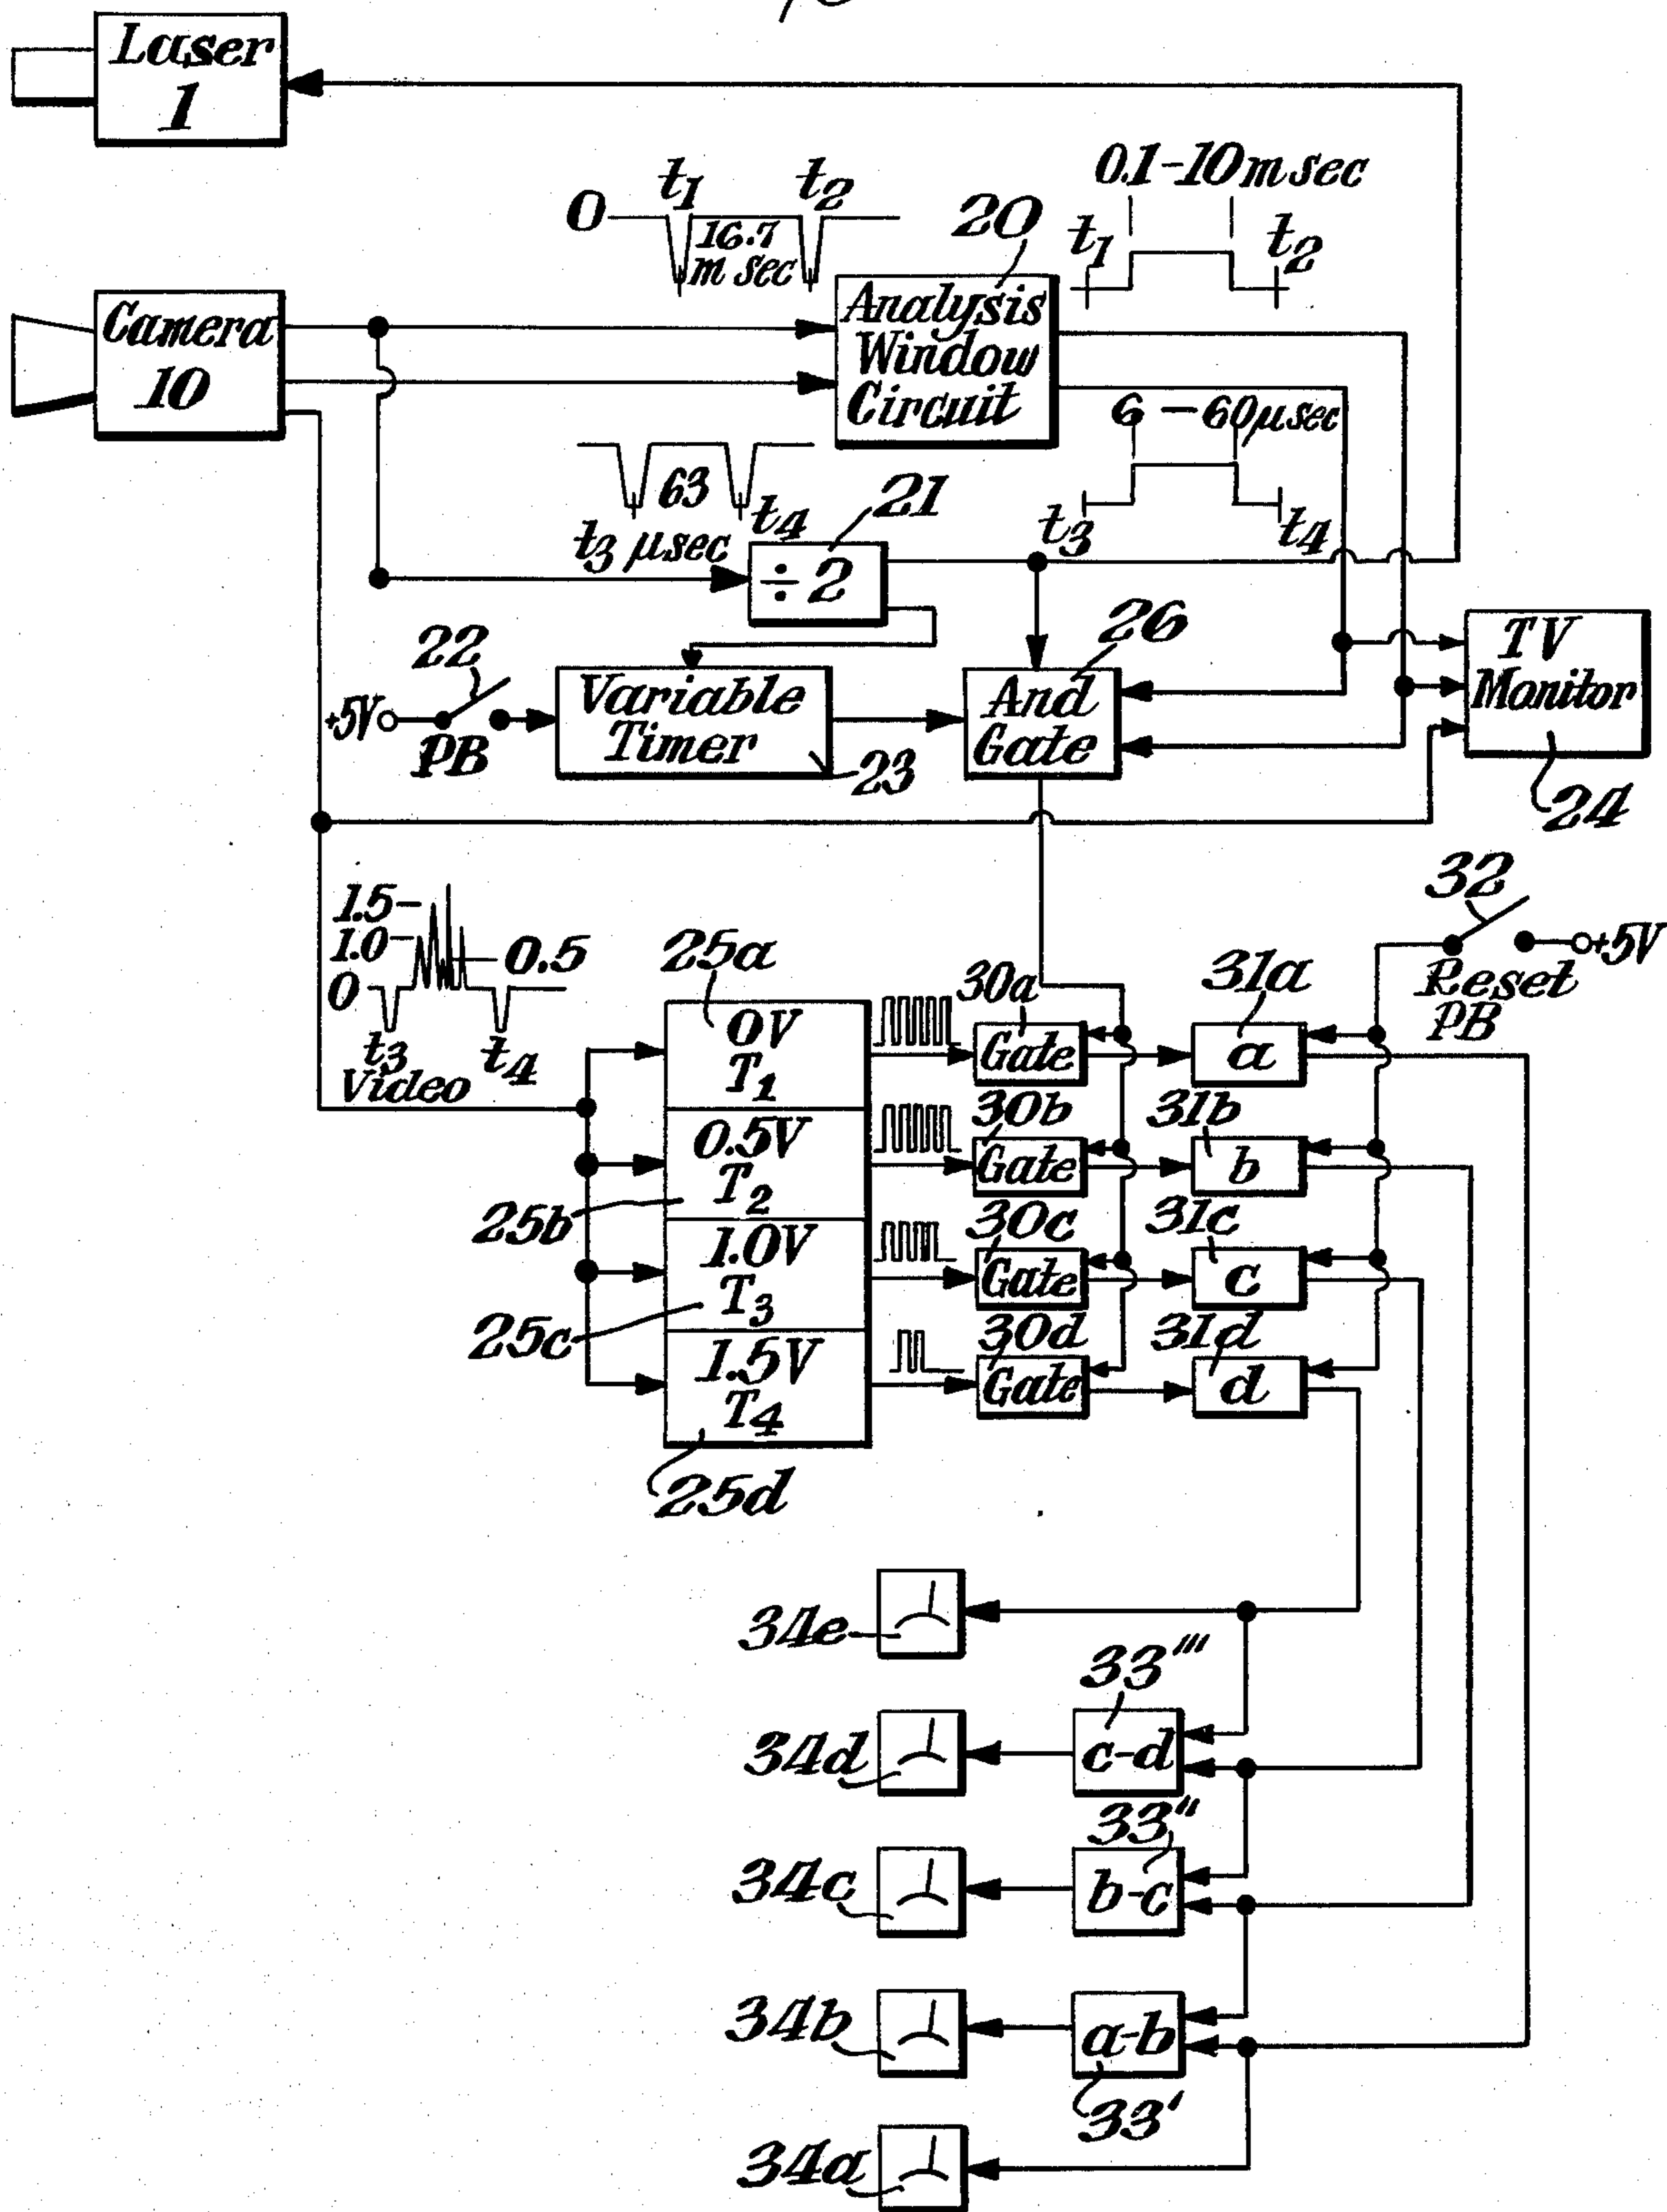 Laser
1
0.1-10 m sec
t1
t2
0
16.7
m sec
20
t1
t2
Camera
10
Analysis
Window
Circuit
6 - 60 μsec
63
t3 μsec
t4
21
t3
t4
÷ 2
26
22
+5V
PB
Variable
Timer
23
And
Gate
TV
Monitor
24
1.5
1.0
0
0.5
t3
t4
Video
32
+5V
Reset
PB
25a
0V
T1
30a
Gate
31a
a
25b
0.5V
T2
30b
Gate
31b
b
25c
1.0V
T3
30c
Gate
31c
c
1.5V
T4
25d
30d
Gate
31d
d
34e
33'''
34d
c-d
33''
34c
b-c
34b
a-b
33'
34a